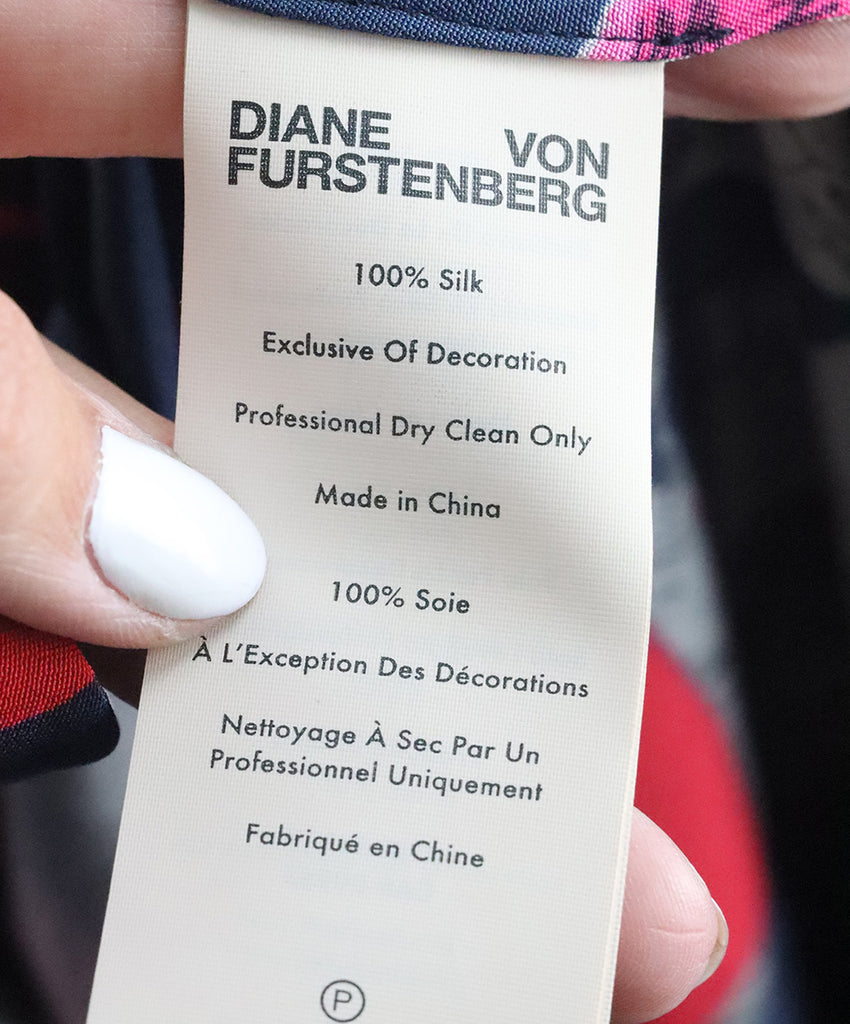 DIANE VON
FURSTENBERG
100% Silk
Exclusive Of Decoration
Professional Dry Clean Only
Made in China
100% Soie
À L'Exception Des Décorations
Nettoyage À Sec Par Un
Professionnel Uniquement
Fabriqué en Chine
P